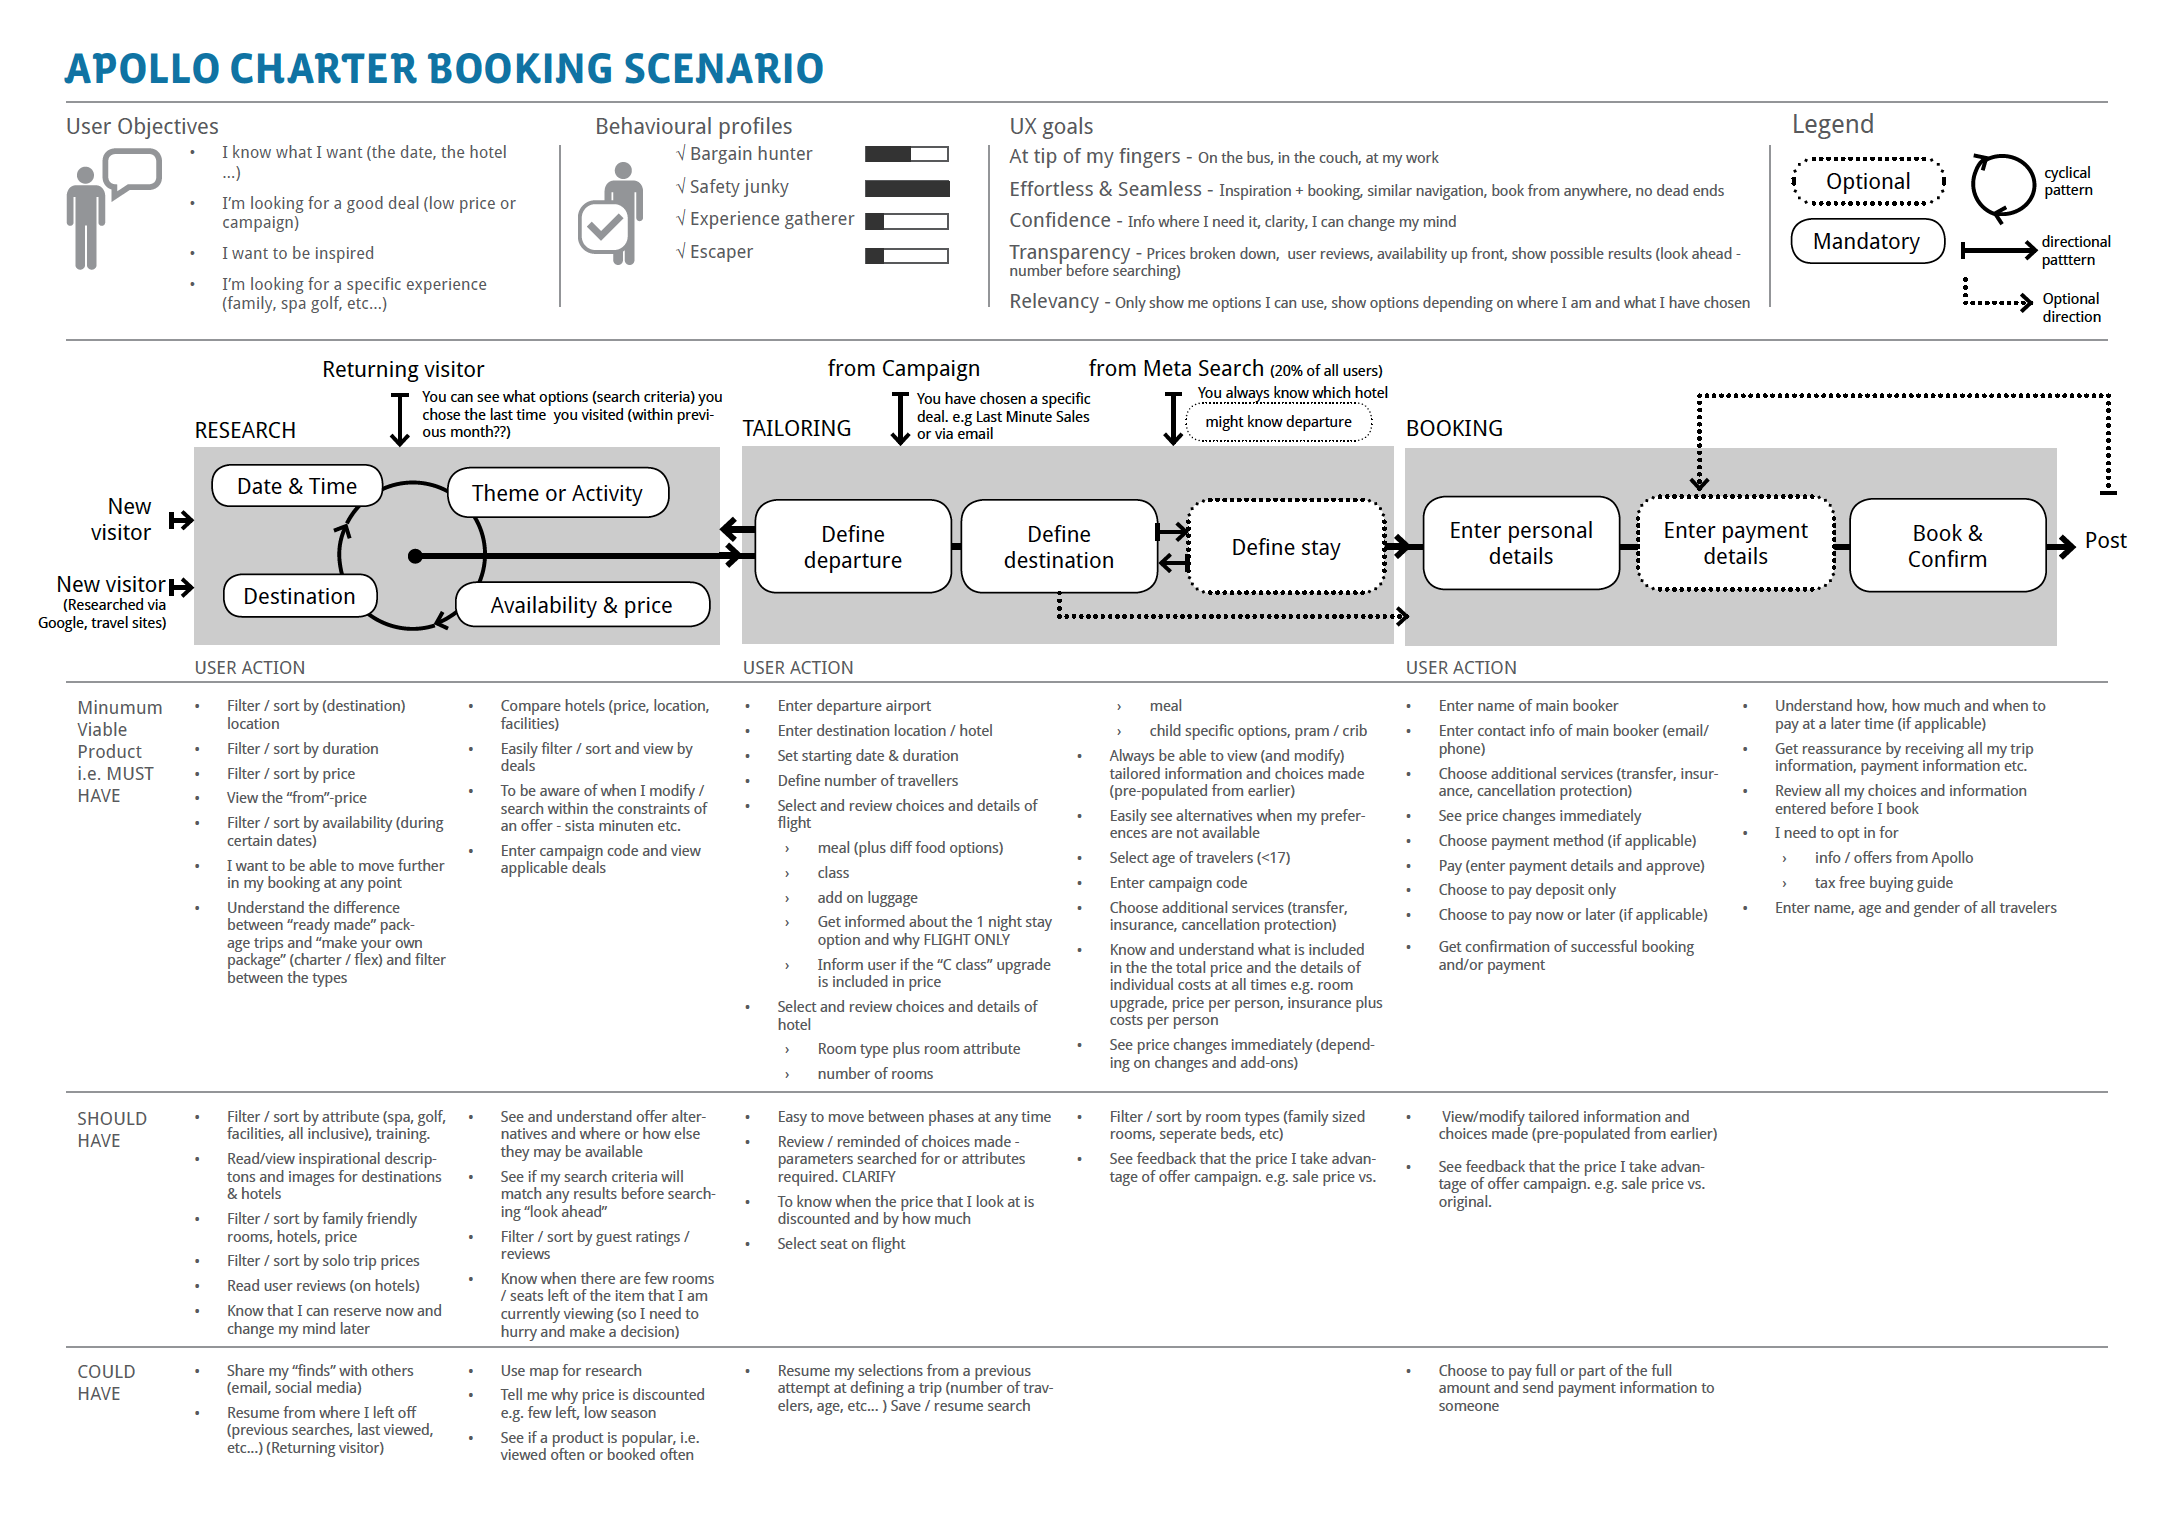 APOLLO CHARTER BOOKING SCENARIO
User Objectives
• I know what I want (the date, the hotel
...)
• I'm looking for a good deal (low price or
campaign)
• I want to be inspired
• I'm looking for a specific experience
(family, spa golf, etc...)
Behavioural profiles
√ Bargain hunter
√ Safety junky
√ Experience gatherer
√ Escaper
UX goals
At tip of my fingers - On the bus, in the couch, at my work
Effortless & Seamless - Inspiration + booking, similar navigation, book from anywhere, no dead ends
Confidence - Info where I need it, clarity, I can change my mind
Transparency - Prices broken down,  user reviews, availability up front, show possible results (look ahead -
number before searching)
Relevancy - Only show me options I can use, show options depending on where I am and what I have chosen
Legend
Optional
Mandatory
cyclical
pattern
directional
patttern
Optional
direction
Returning visitor
You can see what options (search criteria) you
chose the last time  you visited (within previ-
ous month??)
from Campaign
You have chosen a specific
deal. e.g Last Minute Sales
or via email
from Meta Search (20% of all users)
You always know which hotel
might know departure
RESEARCH
TAILORING
BOOKING
New
visitor
New visitor
(Researched via
Google, travel sites)
Date & Time
Theme or Activity
Destination
Availability & price
Define
departure
Define
destination
Define stay
Enter personal
details
Enter payment
details
Book &
Confirm
Post
USER ACTION
USER ACTION
USER ACTION
Minumum
Viable
Product
i.e. MUST
HAVE
• Filter / sort by (destination)
location
• Filter / sort by duration
• Filter / sort by price
• View the “from”-price
• Filter / sort by availability (during
certain dates)
• I want to be able to move further
in my booking at any point
• Understand the difference
between “ready made” pack-
age trips and “make your own
package” (charter / flex) and filter
between the types
• Compare hotels (price, location,
facilities)
• Easily filter / sort and view by
deals
• To be aware of when I modify /
search within the constraints of
an offer - sista minuten etc.
• Enter campaign code and view
applicable deals
• Enter departure airport
• Enter destination location / hotel
• Set starting date & duration
• Define number of travellers
• Select and review choices and details of
flight
› meal (plus diff food options)
› class
› add on luggage
› Get informed about the 1 night stay
option and why FLIGHT ONLY
› Inform user if the “C class” upgrade
is included in price
• Select and review choices and details of
hotel
› Room type plus room attribute
› number of rooms
› meal
› child specific options, pram / crib
• Always be able to view (and modify)
tailored information and choices made
(pre-populated from earlier)
• Easily see alternatives when my prefer-
ences are not available
• Select age of travelers (<17)
• Enter campaign code
• Choose additional services (transfer,
insurance, cancellation protection)
• Know and understand what is included
in the the total price and the details of
individual costs at all times e.g. room
upgrade, price per person, insurance plus
costs per person
• See price changes immediately (depend-
ing on changes and add-ons)
• Enter name of main booker
• Enter contact info of main booker (email/
phone)
• Choose additional services (transfer, insur-
ance, cancellation protection)
• See price changes immediately
• Choose payment method (if applicable)
• Pay (enter payment details and approve)
• Choose to pay deposit only
• Choose to pay now or later (if applicable)
• Get confirmation of successful booking
and/or payment
• Understand how, how much and when to
pay at a later time (if applicable)
• Get reassurance by receiving all my trip
information, payment information etc.
• Review all my choices and information
entered before I book
• I need to opt in for
› info / offers from Apollo
› tax free buying guide
• Enter name, age and gender of all travelers
SHOULD
HAVE
• Filter / sort by attribute (spa, golf,
facilities, all inclusive), training.
• Read/view inspirational descrip-
tons and images for destinations
& hotels
• Filter / sort by family friendly
rooms, hotels, price
• Filter / sort by solo trip prices
• Read user reviews (on hotels)
• Know that I can reserve now and
change my mind later
• See and understand offer alter-
natives and where or how else
they may be available
• See if my search criteria will
match any results before search-
ing “look ahead”
• Filter / sort by guest ratings /
reviews
• Know when there are few rooms
/ seats left of the item that I am
currently viewing (so I need to
hurry and make a decision)
• Easy to move between phases at any time
• Review / reminded of choices made -
parameters searched for or attributes
required. CLARIFY
• To know when the price that I look at is
discounted and by how much
• Select seat on flight
• Filter / sort by room types (family sized
rooms, seperate beds, etc)
• See feedback that the price I take advan-
tage of offer campaign. e.g. sale price vs.
• View/modify tailored information and
choices made (pre-populated from earlier)
• See feedback that the price I take advan-
tage of offer campaign. e.g. sale price vs.
original.
COULD
HAVE
• Share my “finds” with others
(email, social media)
• Resume from where I left off
(previous searches, last viewed,
etc...) (Returning visitor)
• Use map for research
• Tell me why price is discounted
e.g. few left, low season
• See if a product is popular, i.e.
viewed often or booked often
• Resume my selections from a previous
attempt at defining a trip (number of trav-
elers, age, etc... ) Save / resume search
• Choose to pay full or part of the full
amount and send payment information to
someone